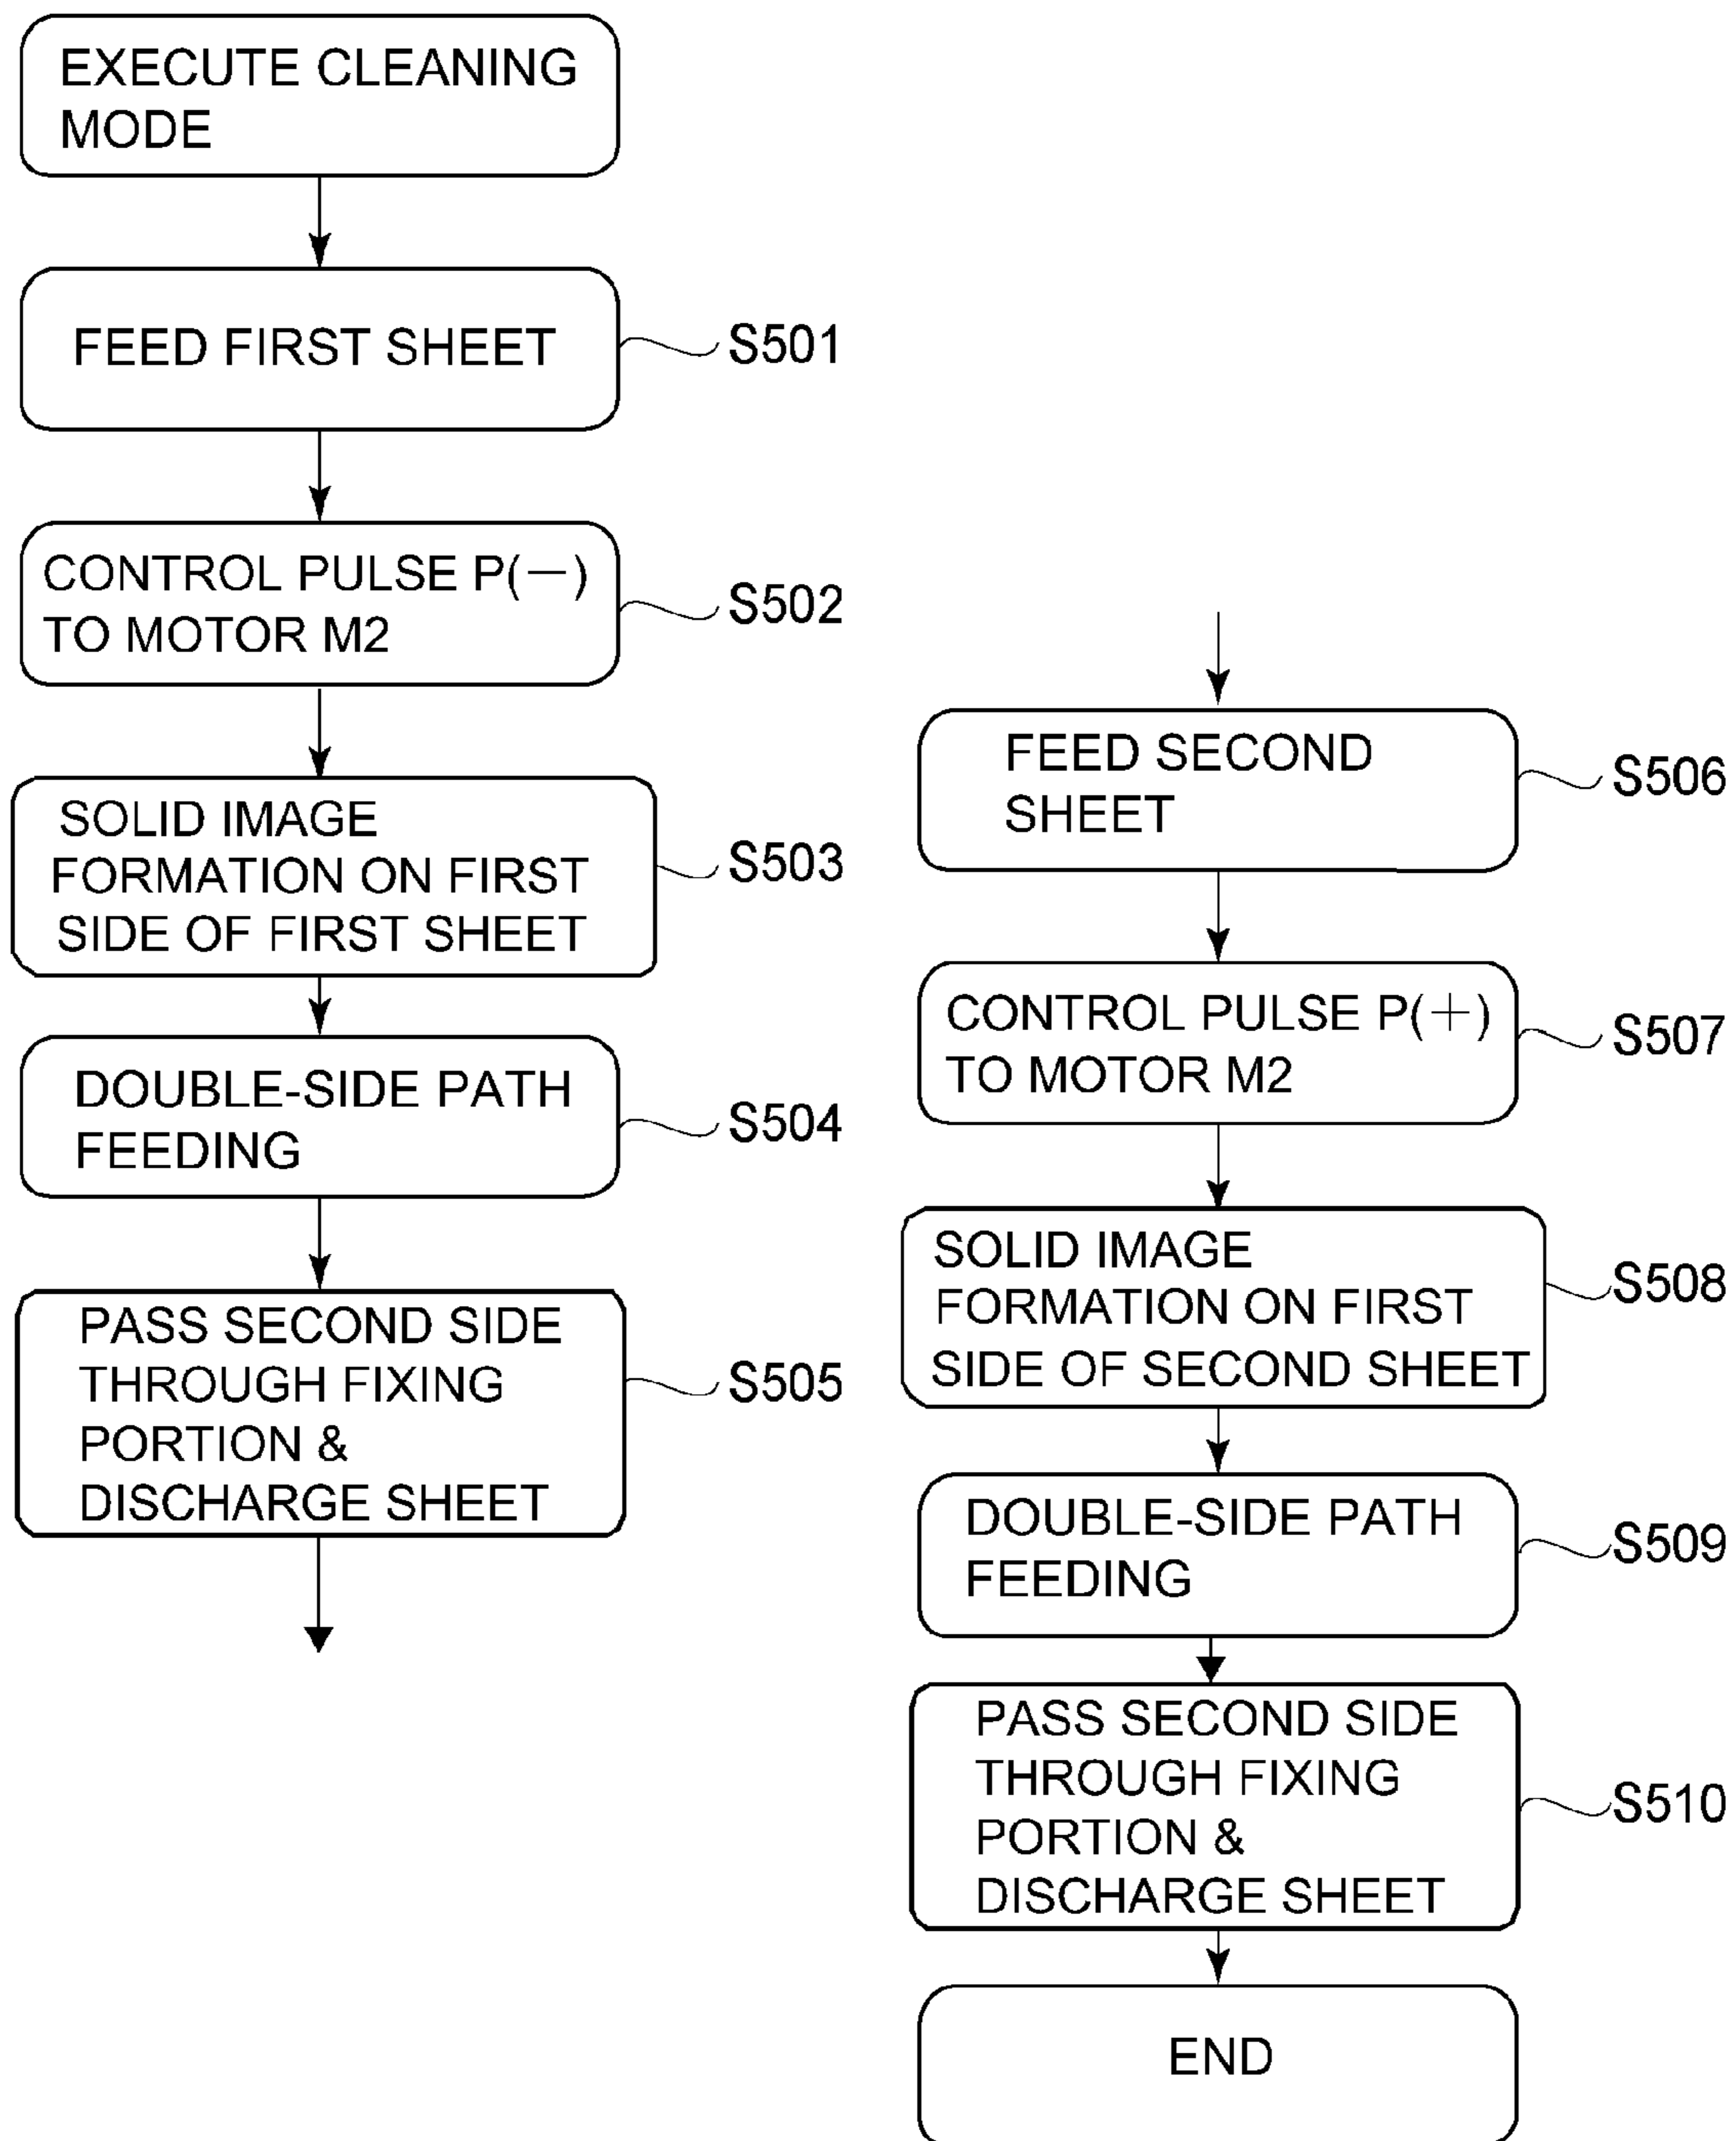 EXECUTE CLEANING
MODE
FEED FIRST SHEET
S501
CONTROL PULSE P(—)
TO MOTOR M2
S502
SOLID IMAGE
FORMATION ON FIRST
SIDE OF FIRST SHEET
S503
DOUBLE-SIDE PATH
FEEDING
S504
PASS SECOND SIDE
THROUGH FIXING
PORTION &
DISCHARGE SHEET
S505
FEED SECOND
SHEET
S506
CONTROL PULSE P(+)
TO MOTOR M2
S507
SOLID IMAGE
FORMATION ON FIRST
SIDE OF SECOND SHEET
S508
DOUBLE-SIDE PATH
FEEDING
S509
PASS SECOND SIDE
THROUGH FIXING
PORTION &
DISCHARGE SHEET
S510
END